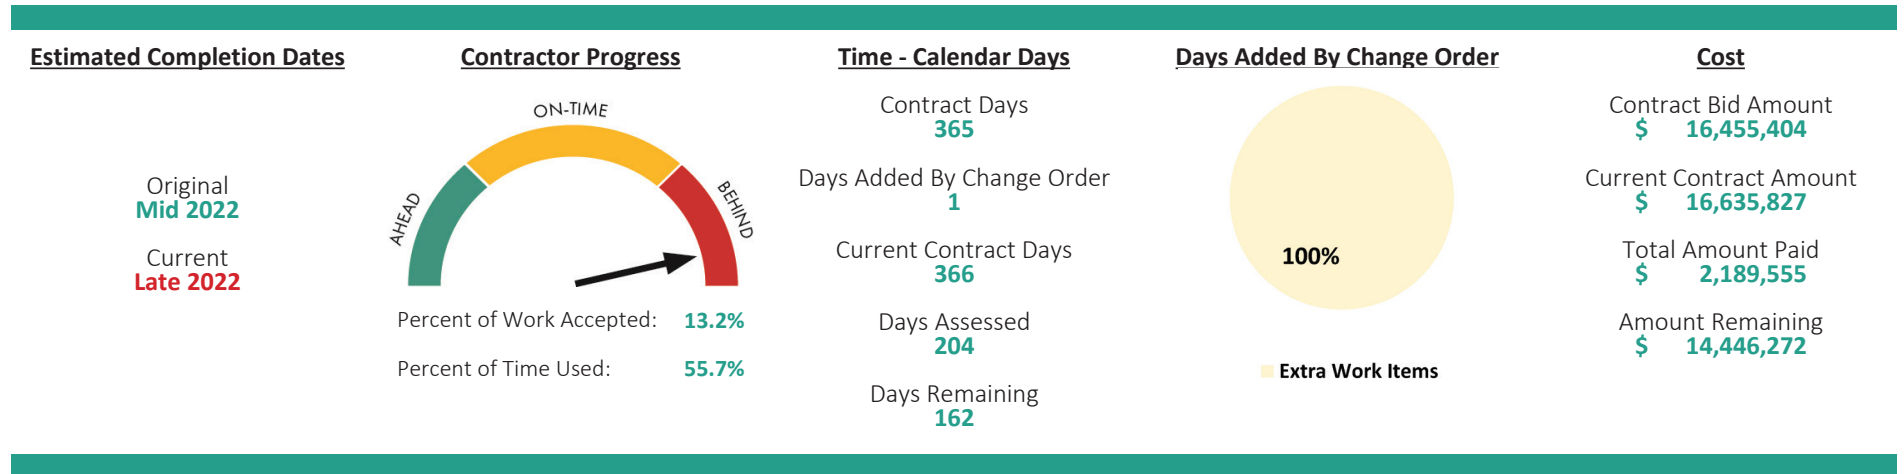 Estimated Completion Dates
Original
Mid 2022
Current
Late 2022
Contractor Progress
AHEAD
ON-TIME
BEHIND
Percent of Work Accepted: 13.2%
Percent of Time Used: 55.7%
Time - Calendar Days
Contract Days
365
Days Added By Change Order
1
Current Contract Days
366
Days Assessed
204
Days Remaining
162
Days Added By Change Order
100%
Extra Work Items
Cost
Contract Bid Amount
$ 16,455,404
Current Contract Amount
$ 16,635,827
Total Amount Paid
$ 2,189,555
Amount Remaining
$ 14,446,272